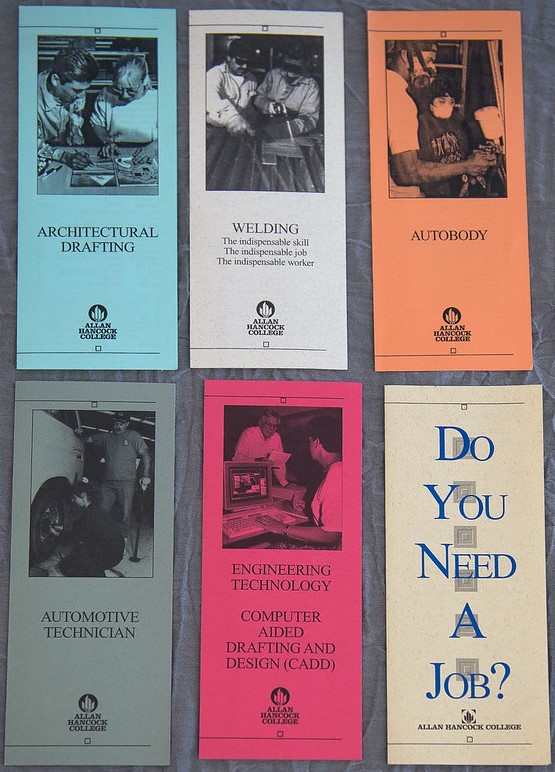 ARCHITECTURAL
DRAFTING
ALLAN
HANCOCK
COLLEGE
WELDING
The indispensable skill
The indispensable job
The indispensable worker
ALLAN
HANCOCK
COLLEGE
AUTOBODY
ALLAN
HANCOCK
COLLEGE
AUTOMOTIVE
TECHNICIAN
ALLAN
HANCOCK
COLLEGE
ENGINEERING
TECHNOLOGY
COMPUTER
AIDED
DRAFTING AND
DESIGN (CADD)
ALLAN
HANCOCK
COLLEGE
DO
YOU
NEED
A
JOB?
ALLAN HANCOCK COLLEGE